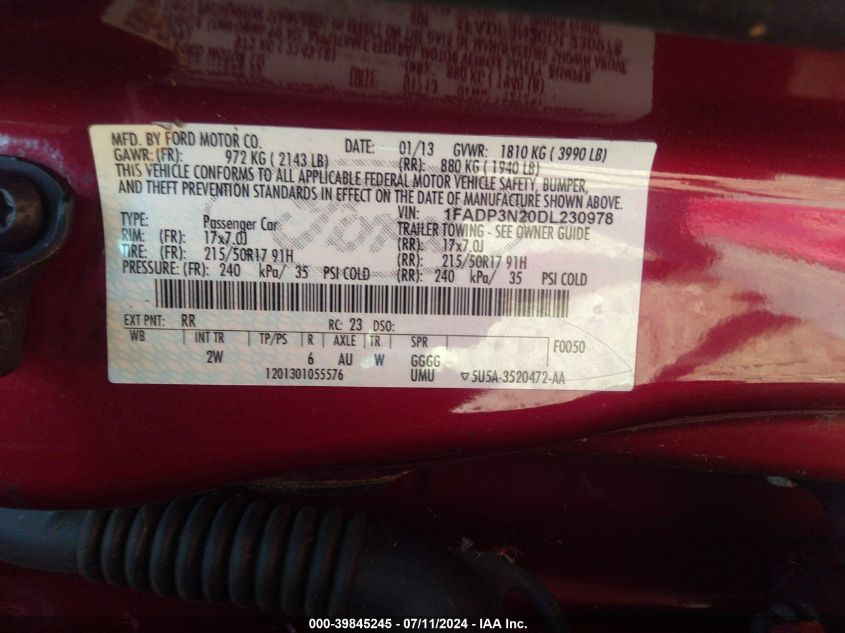 MFD. BY FORD MOTOR CO. DATE: 01/13 GVWR: 1810 KG ( 3990 LB)
GAWR: (FR): 972 KG ( 2143 LB) (RR): 880 KG ( 1940 LB)
THIS VEHICLE CONFORMS TO ALL APPLICABLE FEDERAL MOTOR VEHICLE SAFETY, BUMPER,
AND THEFT PREVENTION STANDARDS IN EFFECT ON THE DATE OF MANUFACTURE SHOWN ABOVE.
VIN: 1FADP3N20DL230978
TYPE: Passenger Car TRAILER TOWING - SEE OWNER GUIDE
RIM: (FR): 17x7.0J (RR): 17x7.0J
TIRE: (FR): 215/50R17 91H (RR): 215/50R17 91H
PRESSURE: (FR): 240 kPa/ 35 PSI COLD (RR): 240 kPa/ 35 PSI COLD
EXT PNT: RR RC: 23 DSO:
WB INT TR TP/PS R AXLE TR SPR F0050
2W 6 AU W GGGG
1201301055576 UMU ▽5U5A-3520472-AA
000-39845245 - 07/11/2024 - IAA Inc.